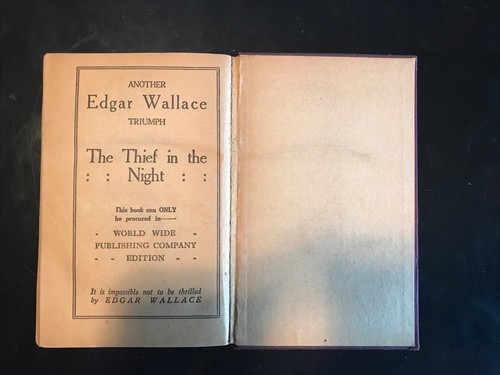 ANOTHER
Edgar Wallace
TRIUMPH
The Thief in the
: : Night : :
This book can ONLY
be procured in——
- WORLD WIDE -
PUBLISHING COMPANY
- - EDITION - -
It is impossible not to be thrilled
by EDGAR WALLACE